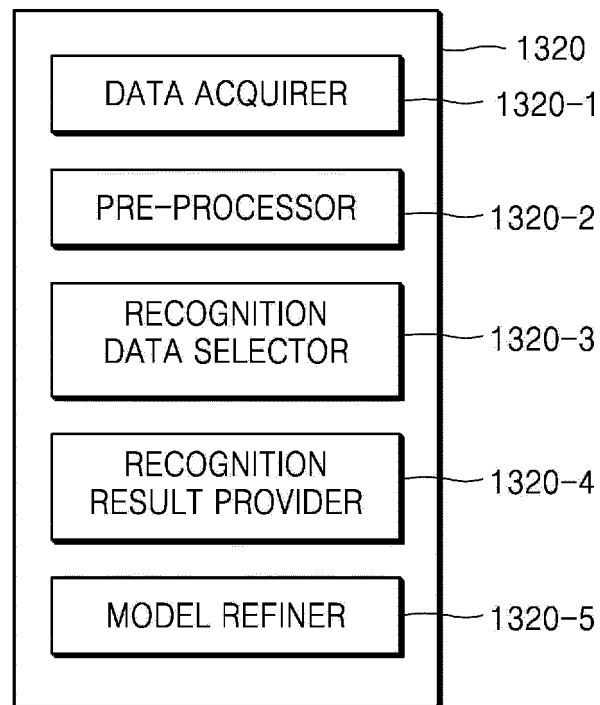 1320
DATA ACQUIRER
1320-1
PRE-PROCESSOR
1320-2
RECOGNITION
DATA SELECTOR
1320-3
RECOGNITION
RESULT PROVIDER
1320-4
MODEL REFINER
1320-5